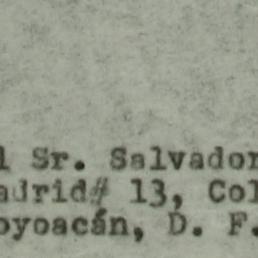 l Sr. Salvador
adrid# 13, Col
oyoacán, D. F.